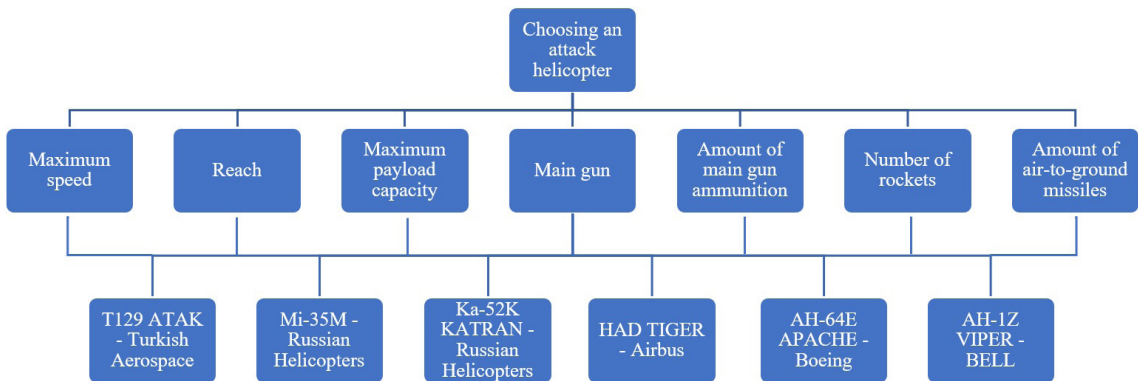 Choosing an
attack
helicopter
Maximum
speed
Reach
Maximum
payload
capacity
Main gun
Amount of
main gun
ammunition
Number of
rockets
Amount of
air-to-ground
missiles
T129 ATAK
- Turkish
Aerospace
Mi-35M -
Russian
Helicopters
Ka-52K
KATRAN -
Russian
Helicopters
HAD TIGER
- Airbus
AH-64E
APACHE -
Boeing
AH-1Z
VIPER -
BELL